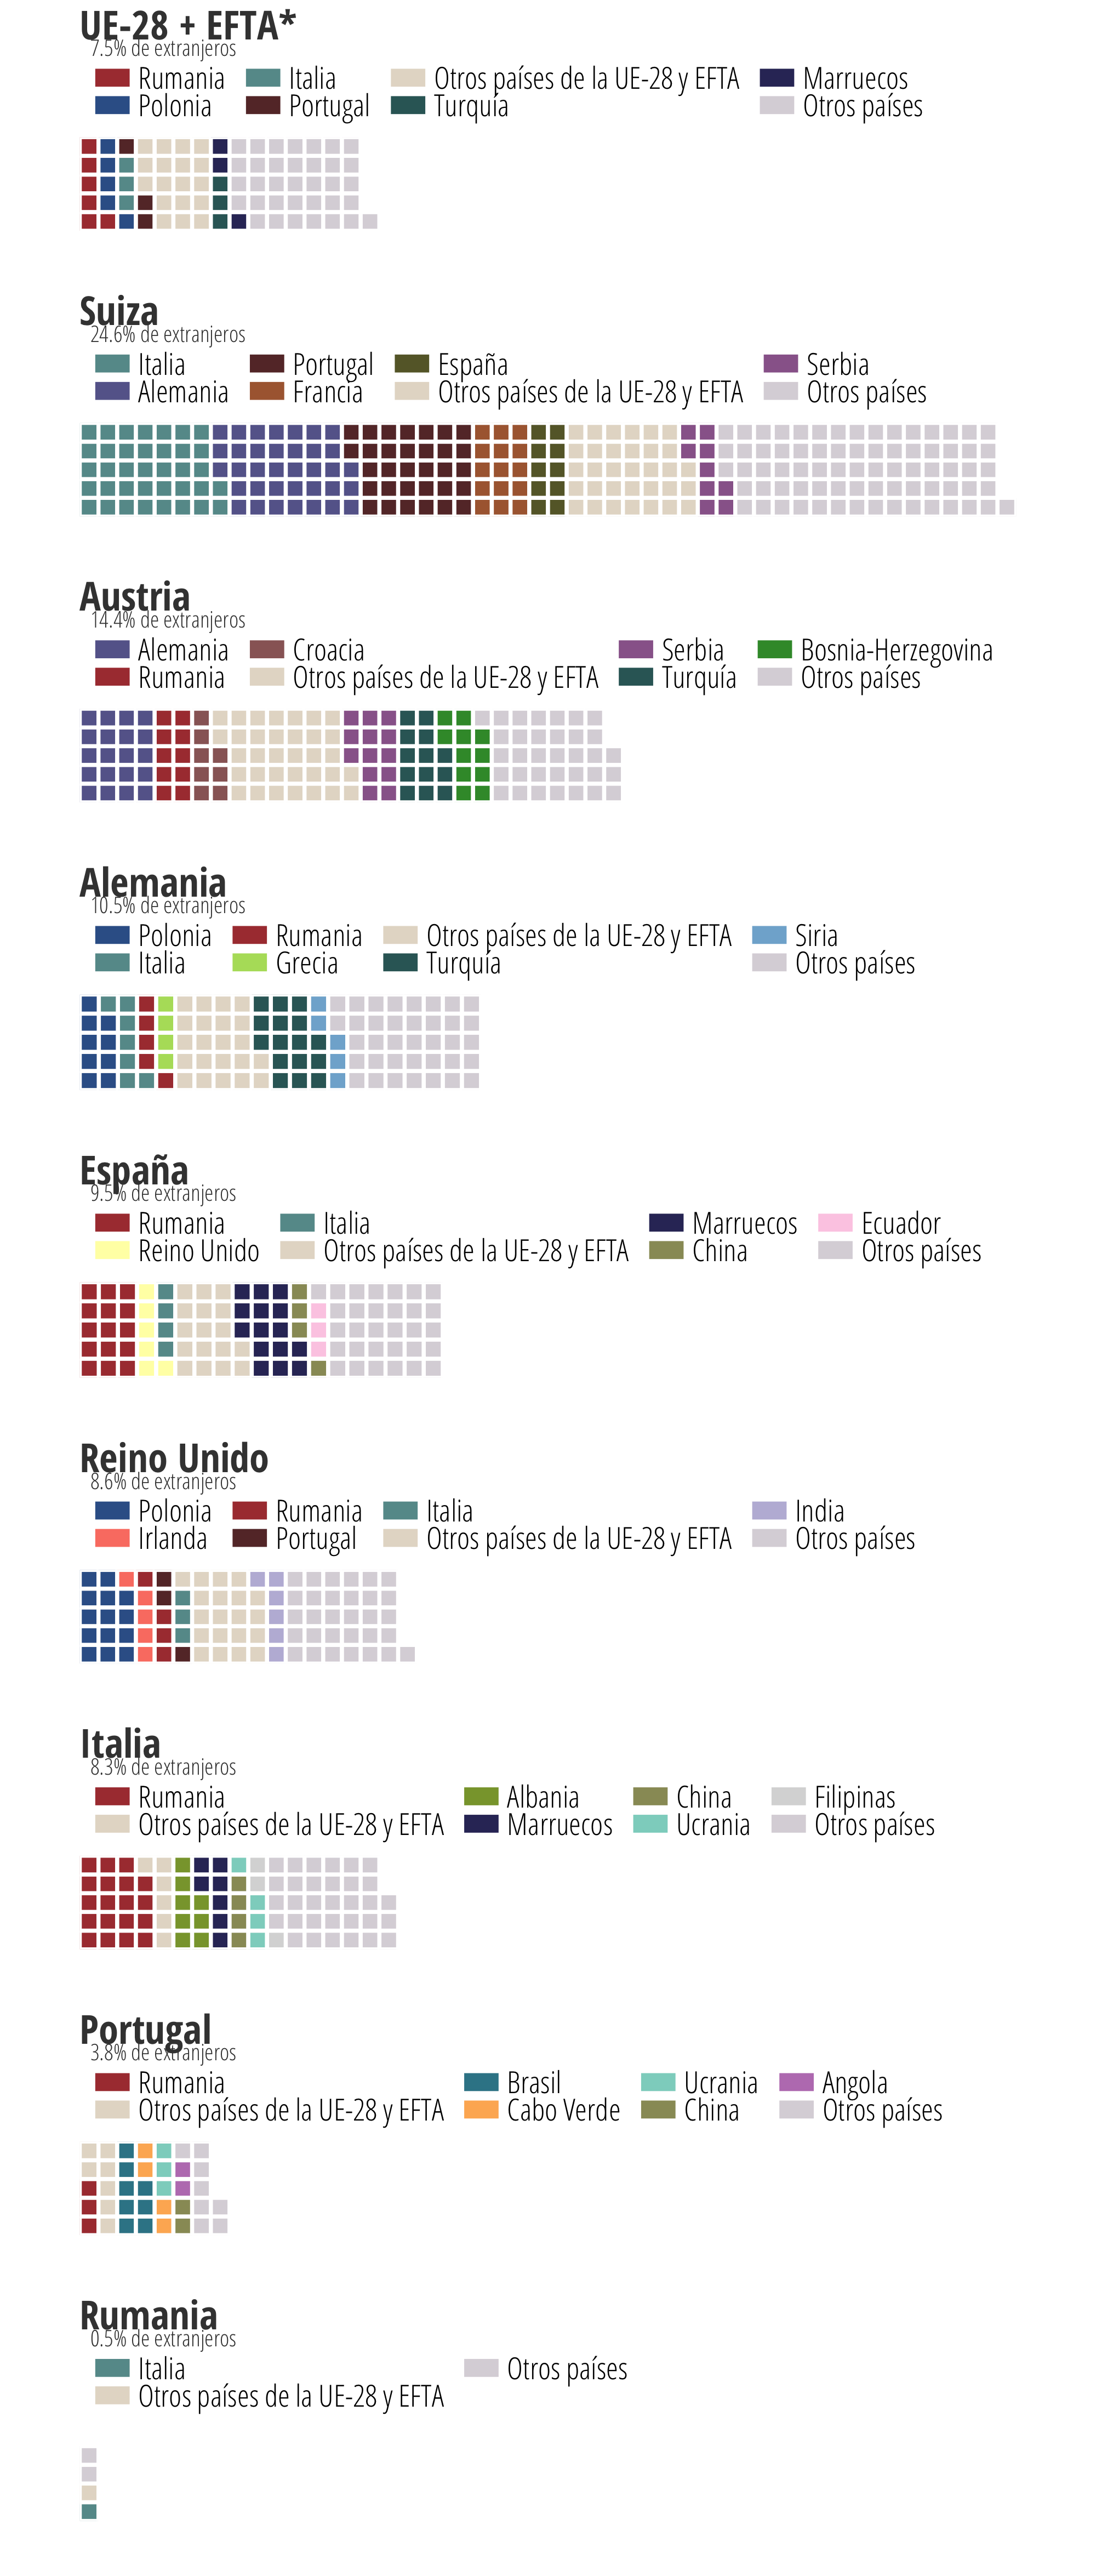 UE-28 + EFTA*
7.5% de extranjeros
Rumania Italia Otros países de la UE-28 y EFTA Marruecos
Polonia Portugal Turquía Otros países
Suiza
24.6% de extranjeros
Italia Portugal España Serbia
Alemania Francia Otros países de la UE-28 y EFTA Otros países
Austria
14.4% de extranjeros
Alemania Croacia Serbia Bosnia-Herzegovina
Rumania Otros países de la UE-28 y EFTA Turquía Otros países
Alemania
10.5% de extranjeros
Polonia Rumania Otros países de la UE-28 y EFTA Siria
Italia Grecia Turquía Otros países
España
9.5% de extranjeros
Rumania Italia Marruecos Ecuador
Reino Unido Otros países de la UE-28 y EFTA China Otros países
Reino Unido
8.6% de extranjeros
Polonia Rumania Italia India
Irlanda Portugal Otros países de la UE-28 y EFTA Otros países
Italia
8.3% de extranjeros
Rumania Albania China Filipinas
Otros países de la UE-28 y EFTA Marruecos Ucrania Otros países
Portugal
3.8% de extranjeros
Rumania Brasil Ucrania Angola
Otros países de la UE-28 y EFTA Cabo Verde China Otros países
Rumania
0.5% de extranjeros
Italia Otros países
Otros países de la UE-28 y EFTA